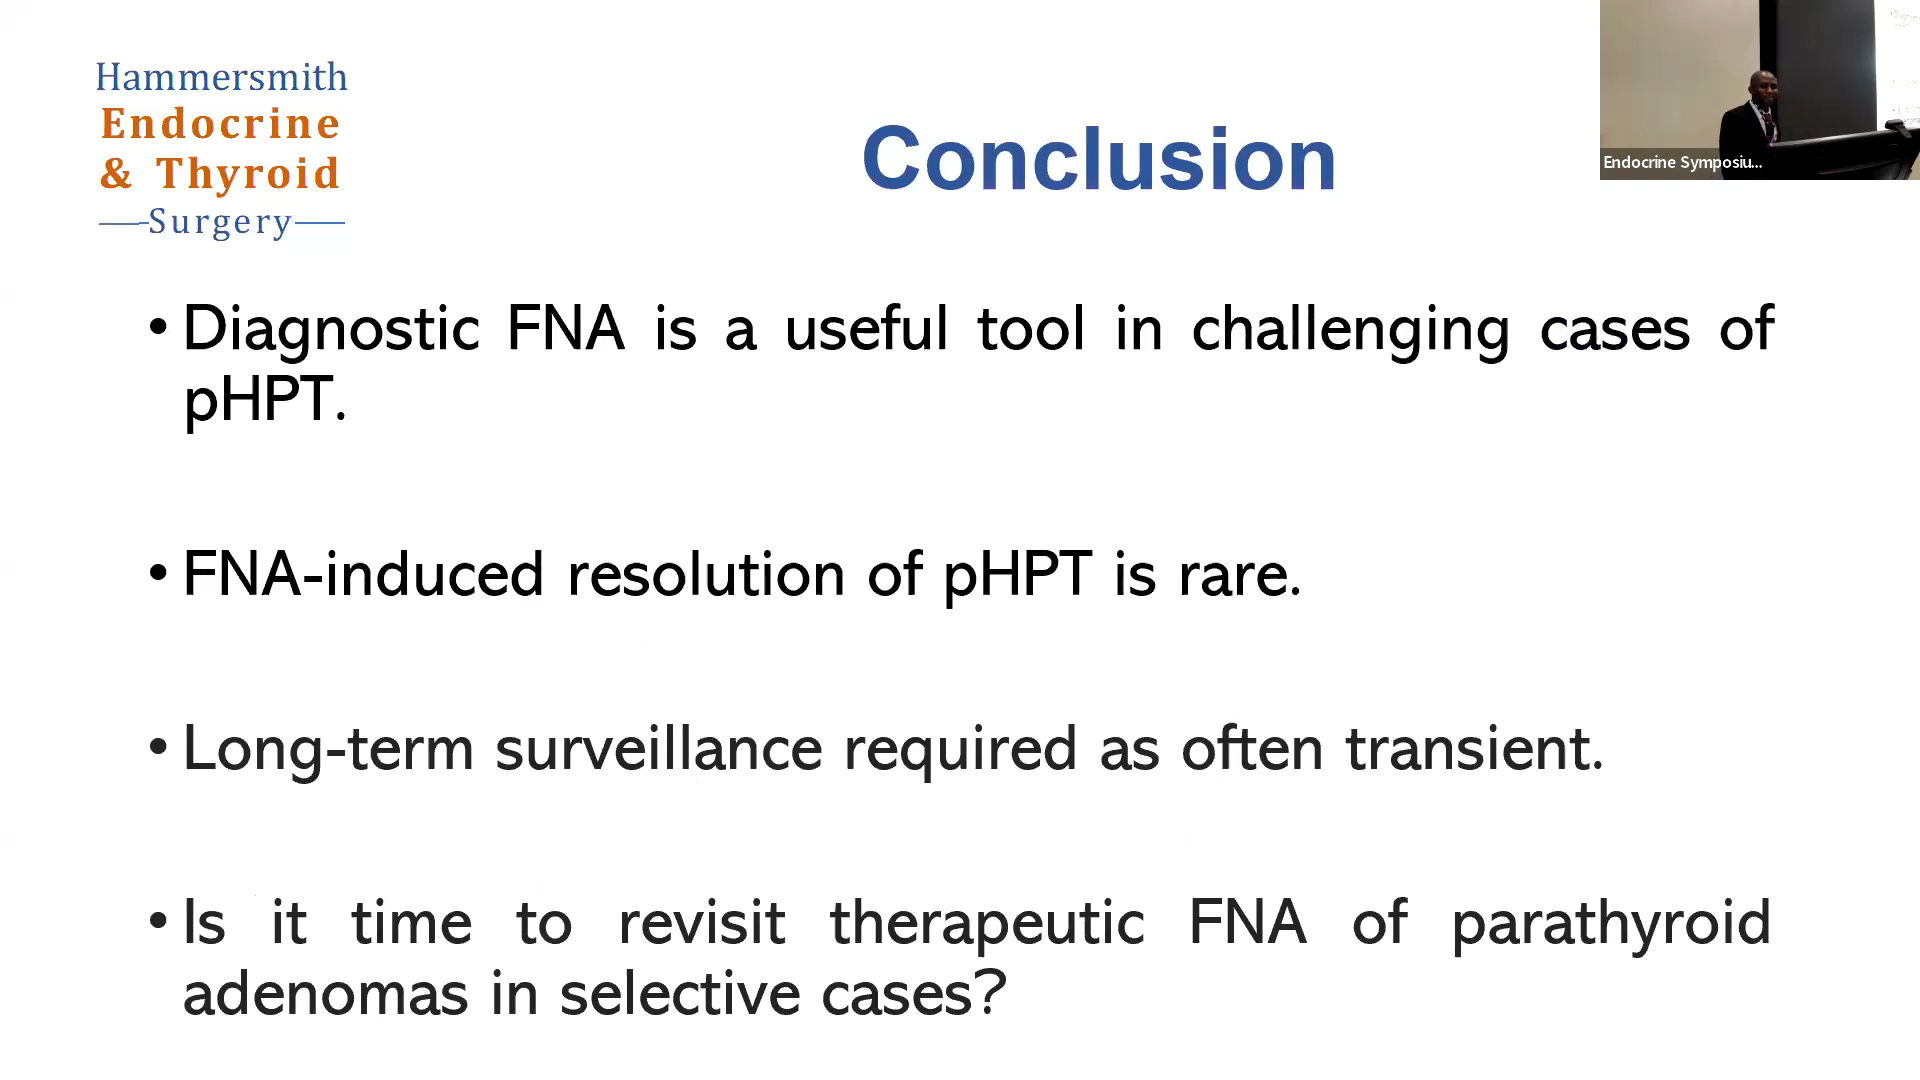 Hammersmith
Endocrine
& Thyroid
Surgery
Conclusion
Endocrine Symposiu...
• Diagnostic FNA is a useful tool in challenging cases of
pHPT.
• FNA-induced resolution of pHPT is rare.
• Long-term surveillance required as often transient.
• Is it time to revisit therapeutic FNA of parathyroid
adenomas in selective cases?